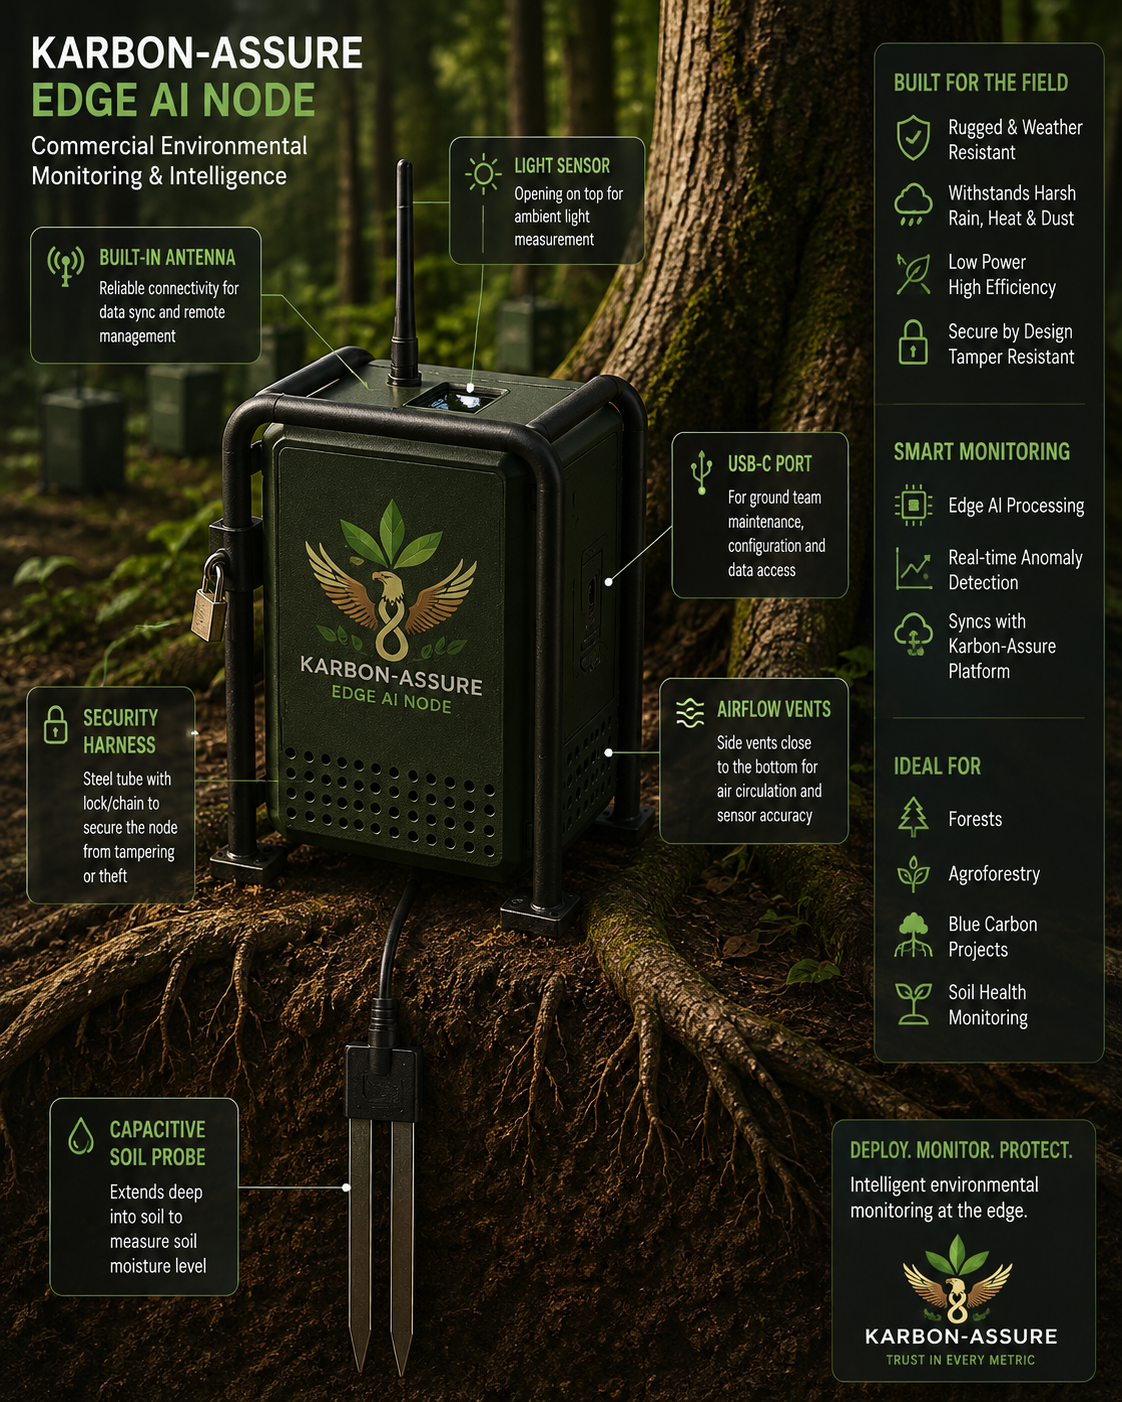 KARBON-ASSURE
EDGE AI NODE
Commercial Environmental
Monitoring & Intelligence
LIGHT SENSOR
Opening on top for
ambient light
measurement
BUILT-IN ANTENNA
Reliable connectivity for
data sync and remote
management
USB-C PORT
For ground team
maintenance,
configuration and
data access
KARBON-ASSURE
EDGE AI NODE
SECURITY
HARNESS
Steel tube with
lock/chain to
secure the node
from tampering
or theft
AIRFLOW VENTS
Side vents close
to the bottom for
air circulation and
sensor accuracy
CAPACITIVE
SOIL PROBE
Extends deep
into soil to
measure soil
moisture level
BUILT FOR THE FIELD
Rugged & Weather
Resistant
Withstands Harsh
Rain, Heat & Dust
Low Power
High Efficiency
Secure by Design
Tamper Resistant
SMART MONITORING
Edge AI Processing
Real-time Anomaly
Detection
Syncs with
Karbon-Assure
Platform
IDEAL FOR
Forests
Agroforestry
Blue Carbon
Projects
Soil Health
Monitoring
DEPLOY. MONITOR. PROTECT.
Intelligent environmental
monitoring at the edge.
KARBON-ASSURE
TRUST IN EVERY METRIC